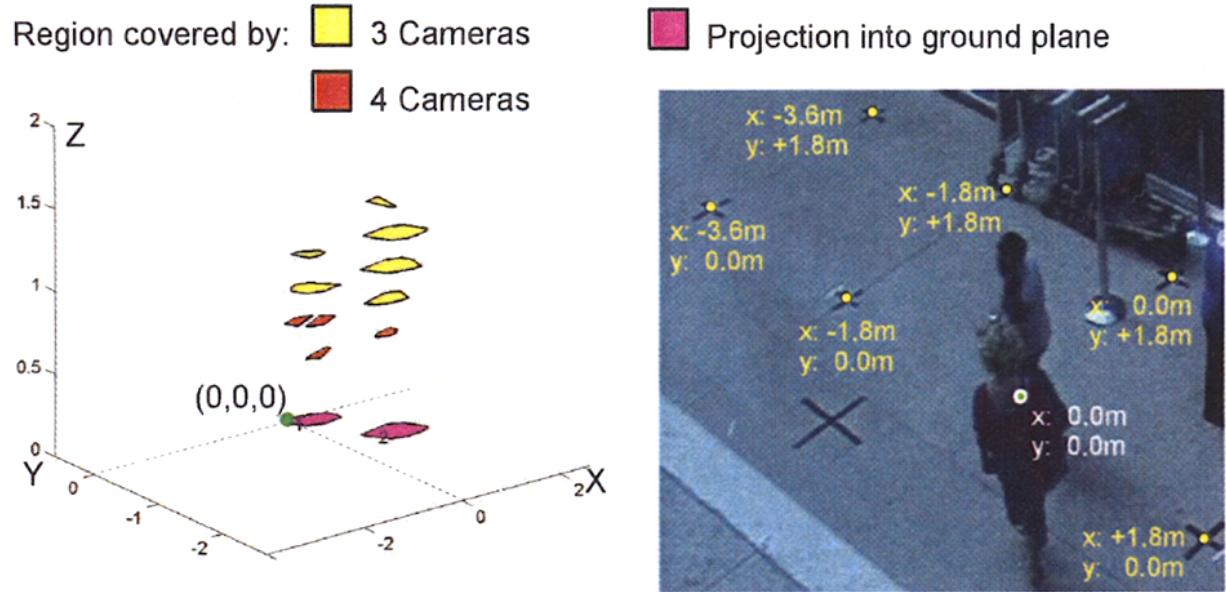 Region covered by:
3 Cameras
4 Cameras
Projection into ground plane
2
Z
1.5
1
0.5
0
Y
0
-1
-2
-2
0
2
X
(0,0,0)
1
2
x: -3.6m
y: +1.8m
x: -1.8m
y: +1.8m
x: -3.6m
y: 0.0m
x: -1.8m
y: 0.0m
x: 0.0m
y: +1.8m
x: 0.0m
y: 0.0m
x: +1.8m
y: 0.0m